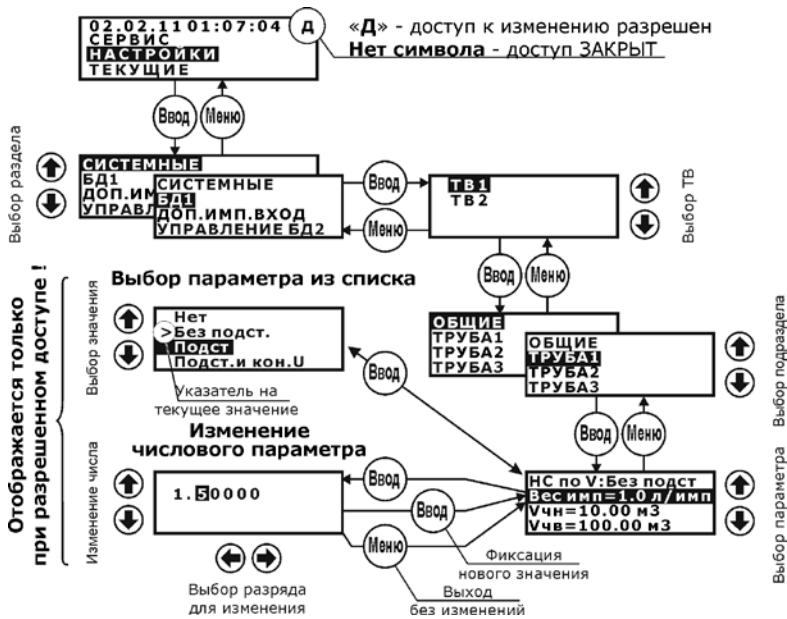 02.02.11 01:07:04
Д
СЕРВИС
НАСТРОЙКИ
ТЕКУЩИЕ
«Д» - доступ к изменению разрешен
Нет символа - доступ ЗАКРЫТ
Ввод
Меню
Выбор раздела
СИСТЕМНЫЕ
БД1
ДОП.ИМ
УПРАВЛ
СИСТЕМНЫЕ
БД1
ДОП.ИМП.ВХОД
УПРАВЛЕНИЕ БД2
Ввод
Меню
ТВ1
ТВ2
Выбор ТВ
Ввод
Меню
Отображается только
при разрешенном доступе !
Выбор параметра из списка
Выбор значения
Нет
>Без подст.
Подст
Подст.и кон.U
Указатель на
текущее значение
Ввод
ОБЩИЕ
ТРУБА1
ТРУБА2
ТРУБА3
ОБЩИЕ
ТРУБА1
ТРУБА2
ТРУБА3
Выбор подраздела
Ввод
Меню
Изменение
числового параметра
Изменение числа
1.50000
Ввод
Ввод
Меню
НС по V:Без подст
Вес имп=1.0 л/имп
Vчн=10.00 м3
Vчв=100.00 м3
Выбор параметра
Фиксация
нового значения
Выбор разряда
для изменения
Выход
без изменений